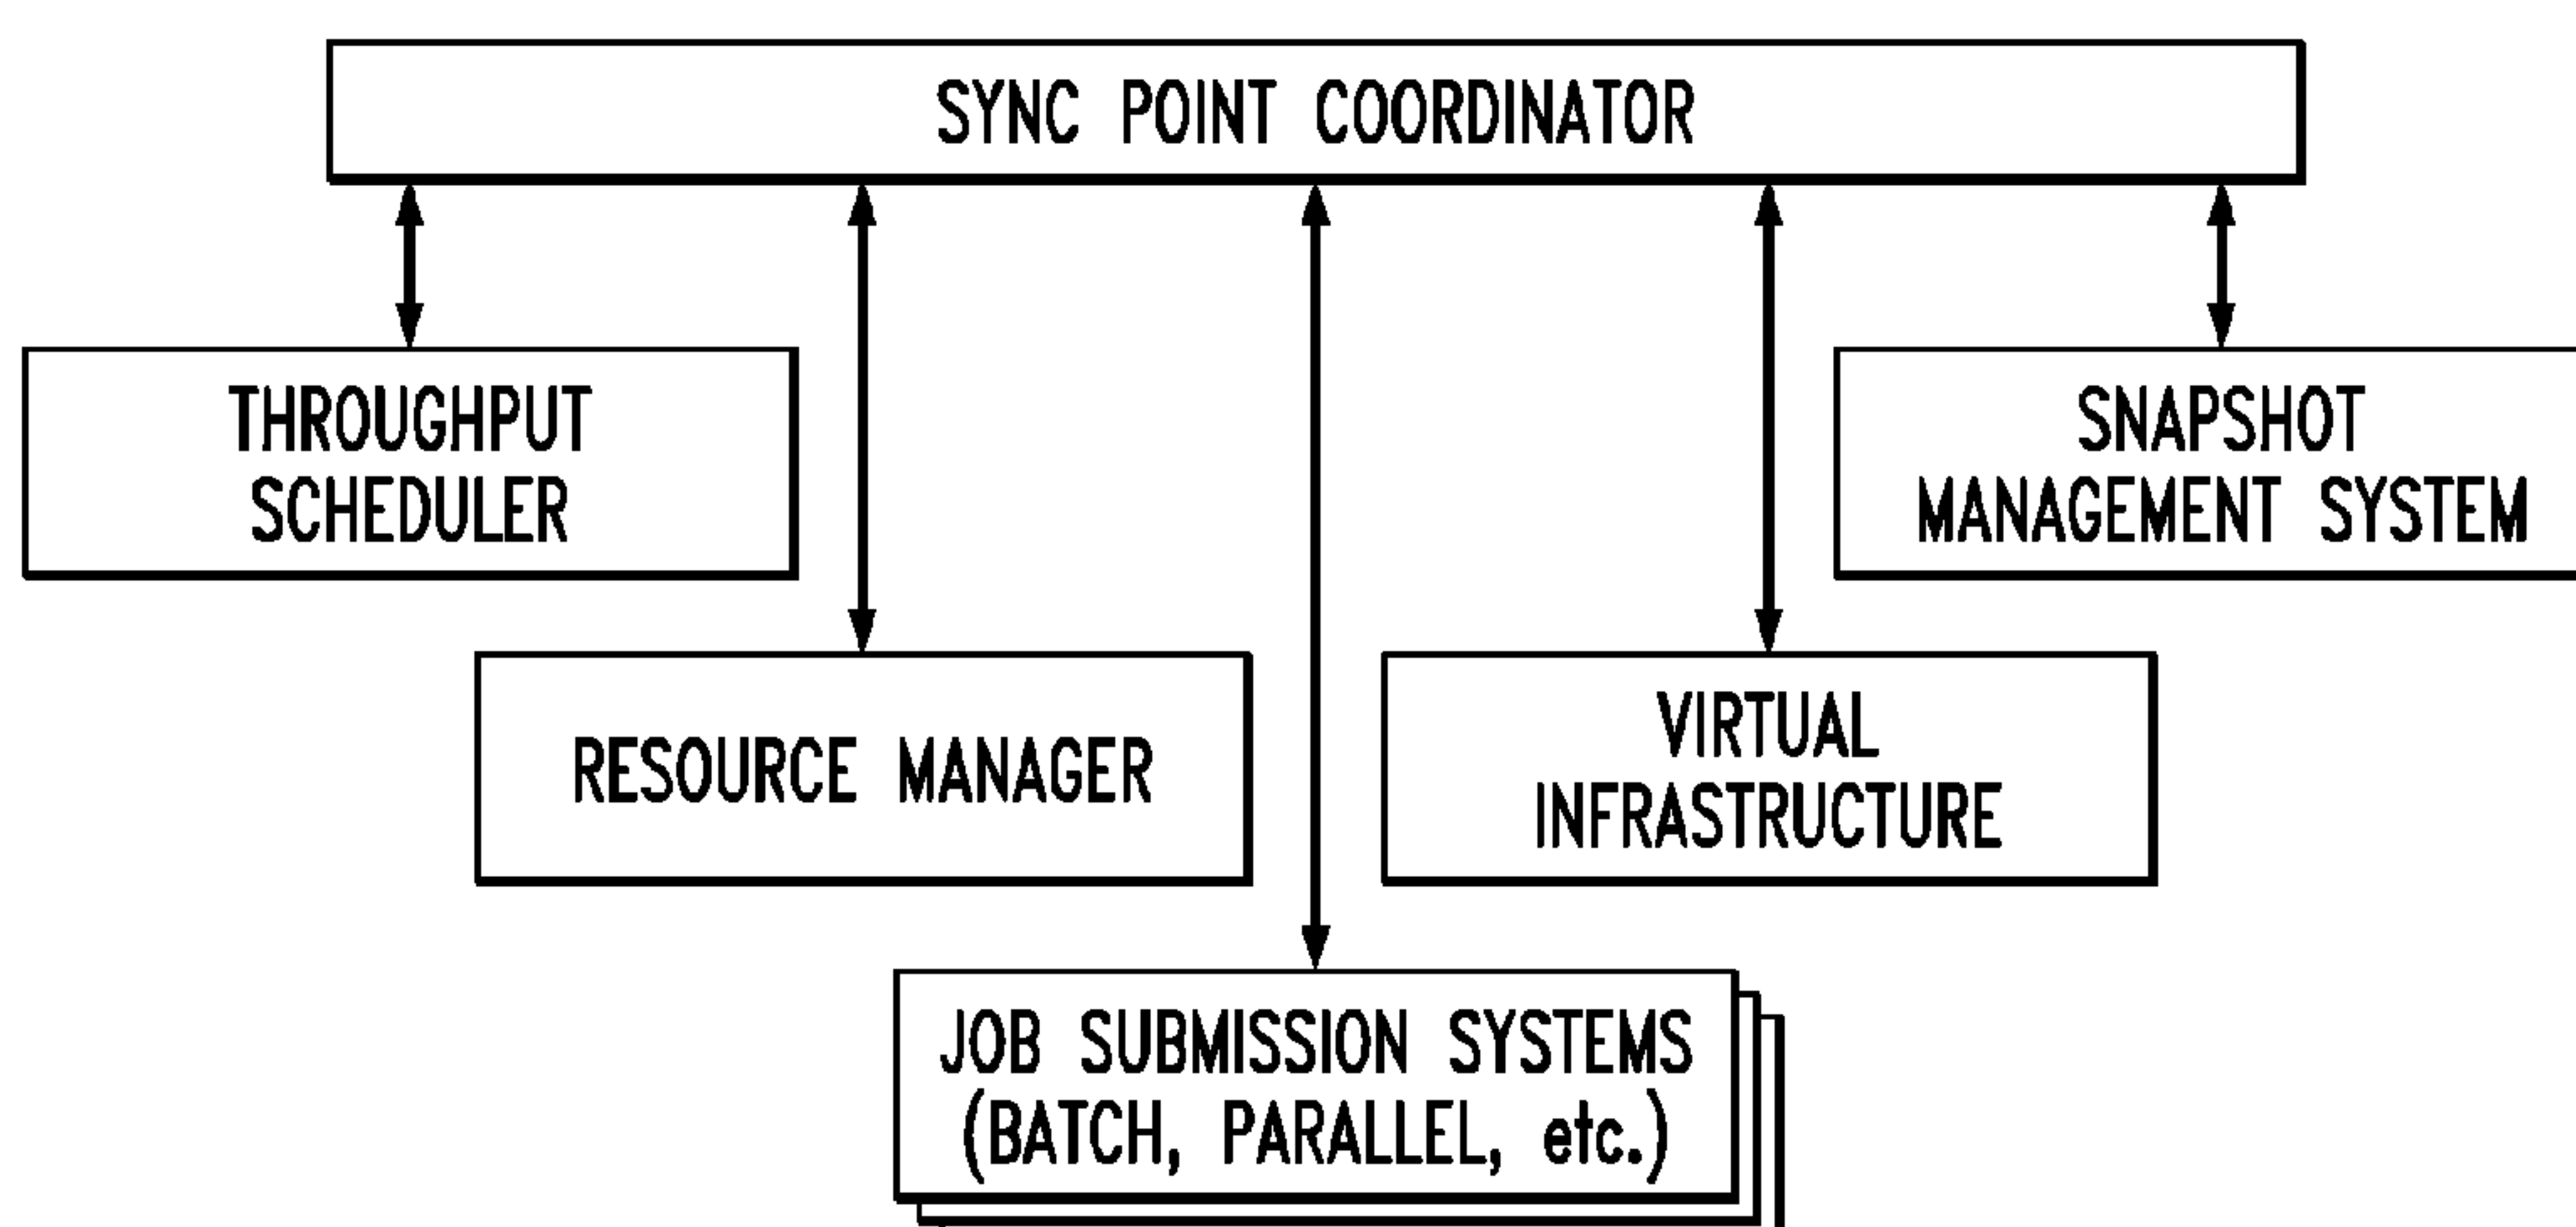 SYNC POINT COORDINATOR
THROUGHPUT
SCHEDULER
SNAPSHOT
MANAGEMENT SYSTEM
RESOURCE MANAGER
VIRTUAL
INFRASTRUCTURE
JOB SUBMISSION SYSTEMS
(BATCH, PARALLEL, etc.)